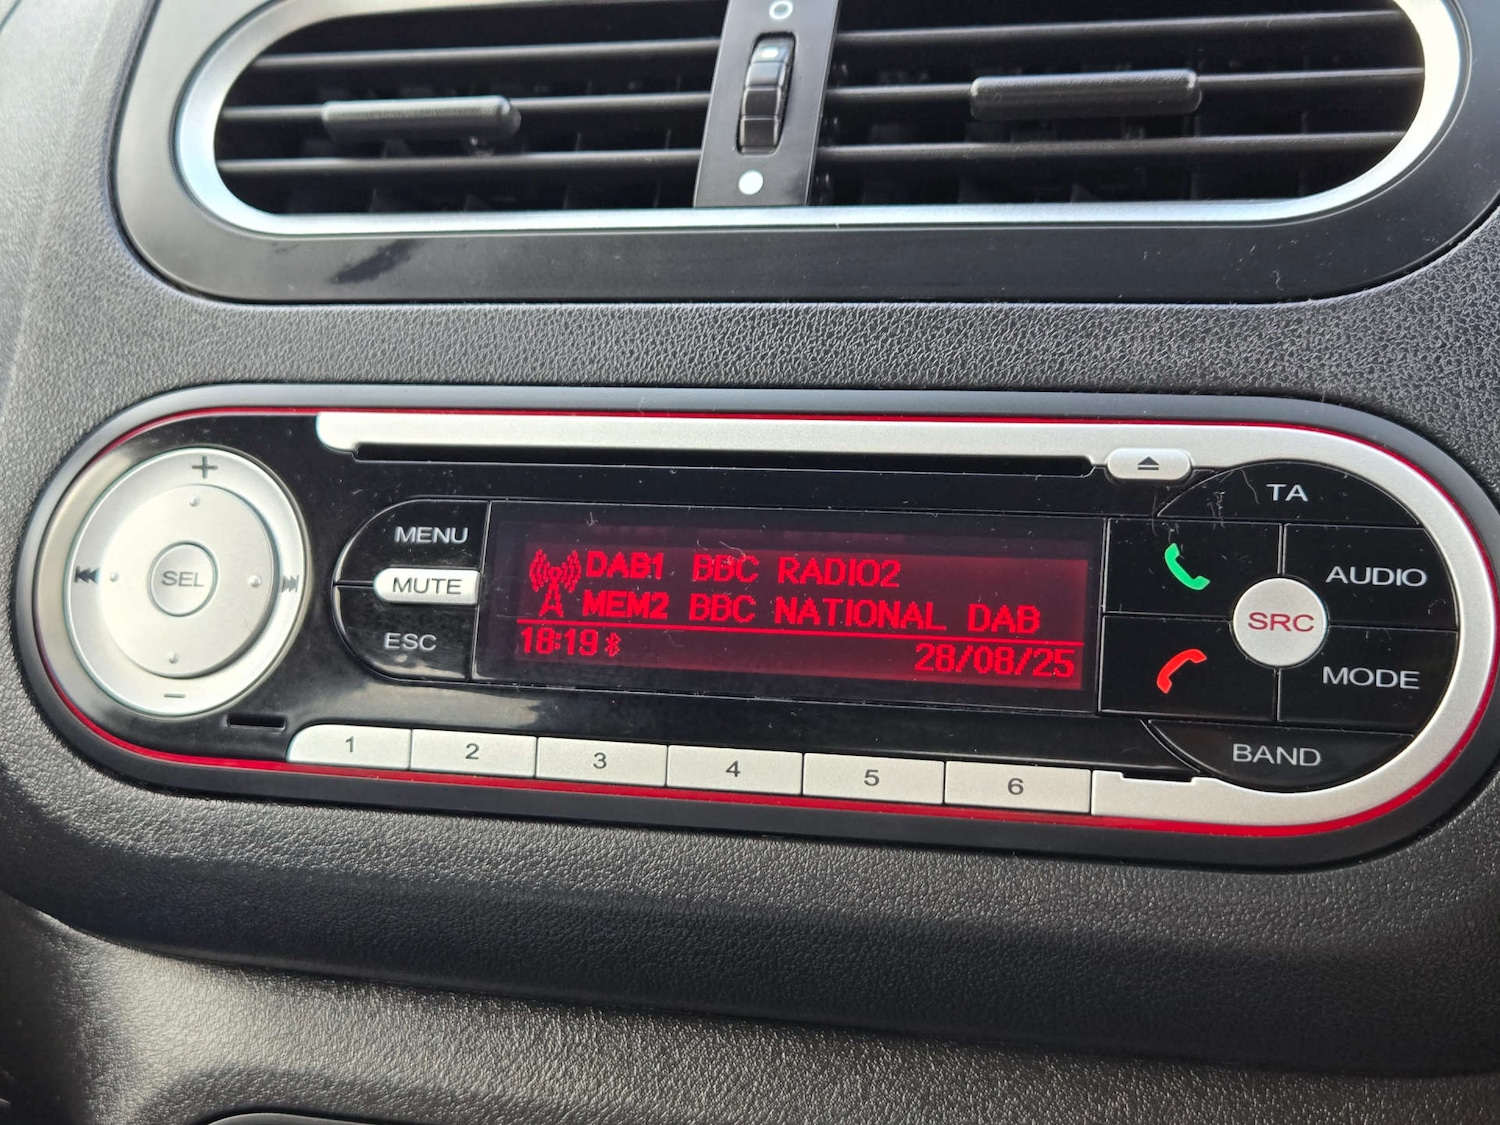 TA
MENU
MUTE
ESC
SEL
DAB1 BBC RADIO2
MEM2 BBC NATIONAL DAB
18:19
28/08/25
AUDIO
SRC
MODE
BAND
1 2 3 4 5 6